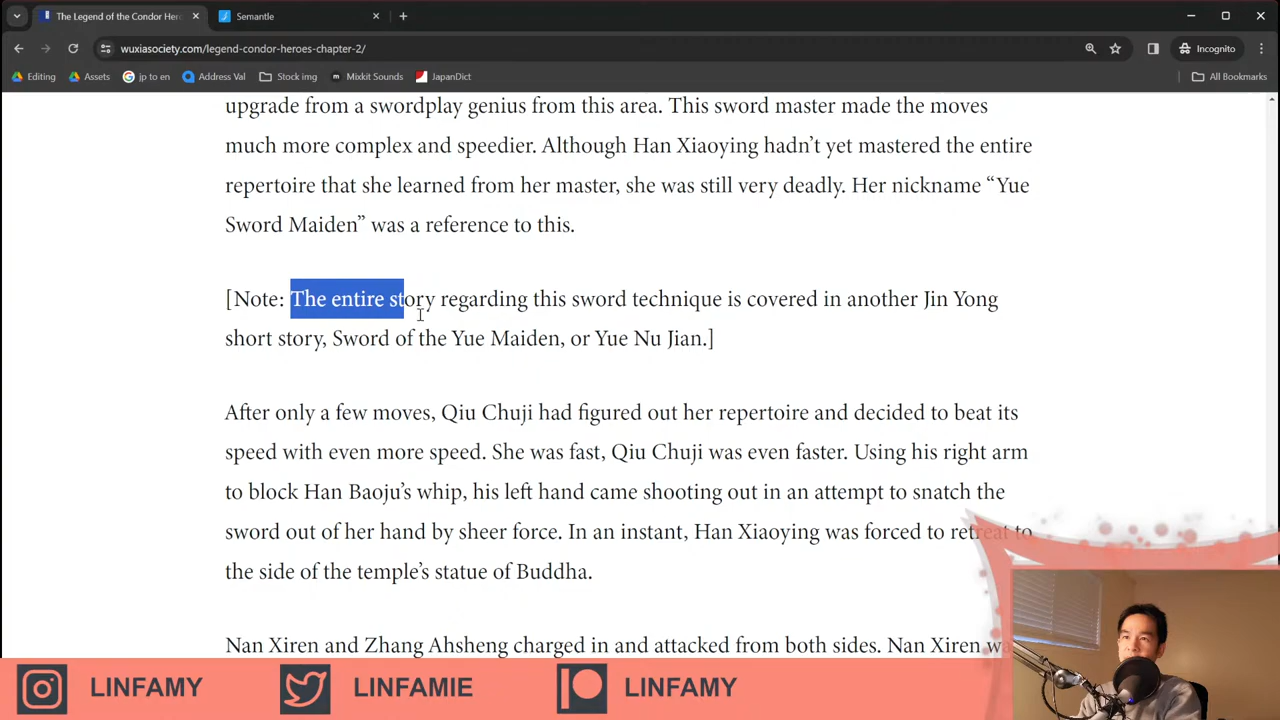 The Legend of the Condor Hero
Semantle
wuxiasociety.com/legend-condor-heroes-chapter-2/
Incognito
Editing
Assets
jp to en
Address Val
Stock img
Mixkit Sounds
JapanDict
All Bookmarks
upgrade from a swordplay genius from this area. This sword master made the moves
much more complex and speedier. Although Han Xiaoying hadn't yet mastered the entire
repertoire that she learned from her master, she was still very deadly. Her nickname “Yue
Sword Maiden” was a reference to this.
[Note: The entire story regarding this sword technique is covered in another Jin Yong
short story, Sword of the Yue Maiden, or Yue Nu Jian.]
After only a few moves, Qiu Chuji had figured out her repertoire and decided to beat its
speed with even more speed. She was fast, Qiu Chuji was even faster. Using his right arm
to block Han Baoju's whip, his left hand came shooting out in an attempt to snatch the
sword out of her hand by sheer force. In an instant, Han Xiaoying was forced to retreat to
the side of the temple's statue of Buddha.
Nan Xiren and Zhang Ahsheng charged in and attacked from both sides. Nan Xiren
LINFAMY
LINFAMIE
LINFAMY